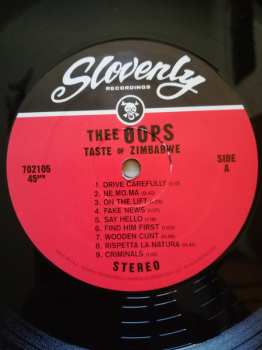 Slovenly
RECORDINGS
THEE OOPS
TASTE OF ZIMBABWE
702105
45RPM
SIDE
A
1. DRIVE CAREFULLY
2. NE.MO.MA
3. ON THE LIFT
4. FAKE NEWS
5. SAY HELLO
6. FIND HIM FIRST
7. WOODEN CUNT
8. RISPETTA LA NATURA
9. CRIMINALS
STEREO